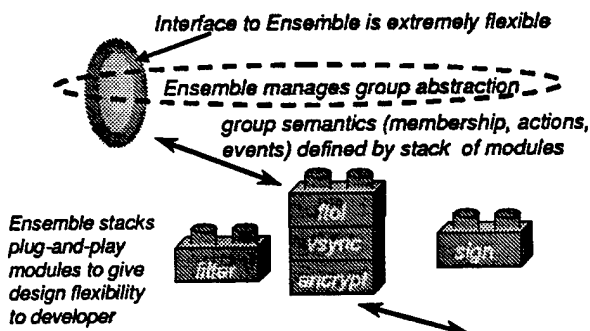 Interface to Ensemble is extremely flexible
Ensemble manages group abstraction
group semantics (membership, actions,
events) defined by stack of modules
Ensemble stacks
plug-and-play
modules to give
design flexibility
to developer
filter
ftol
vsync
encrypt
sign